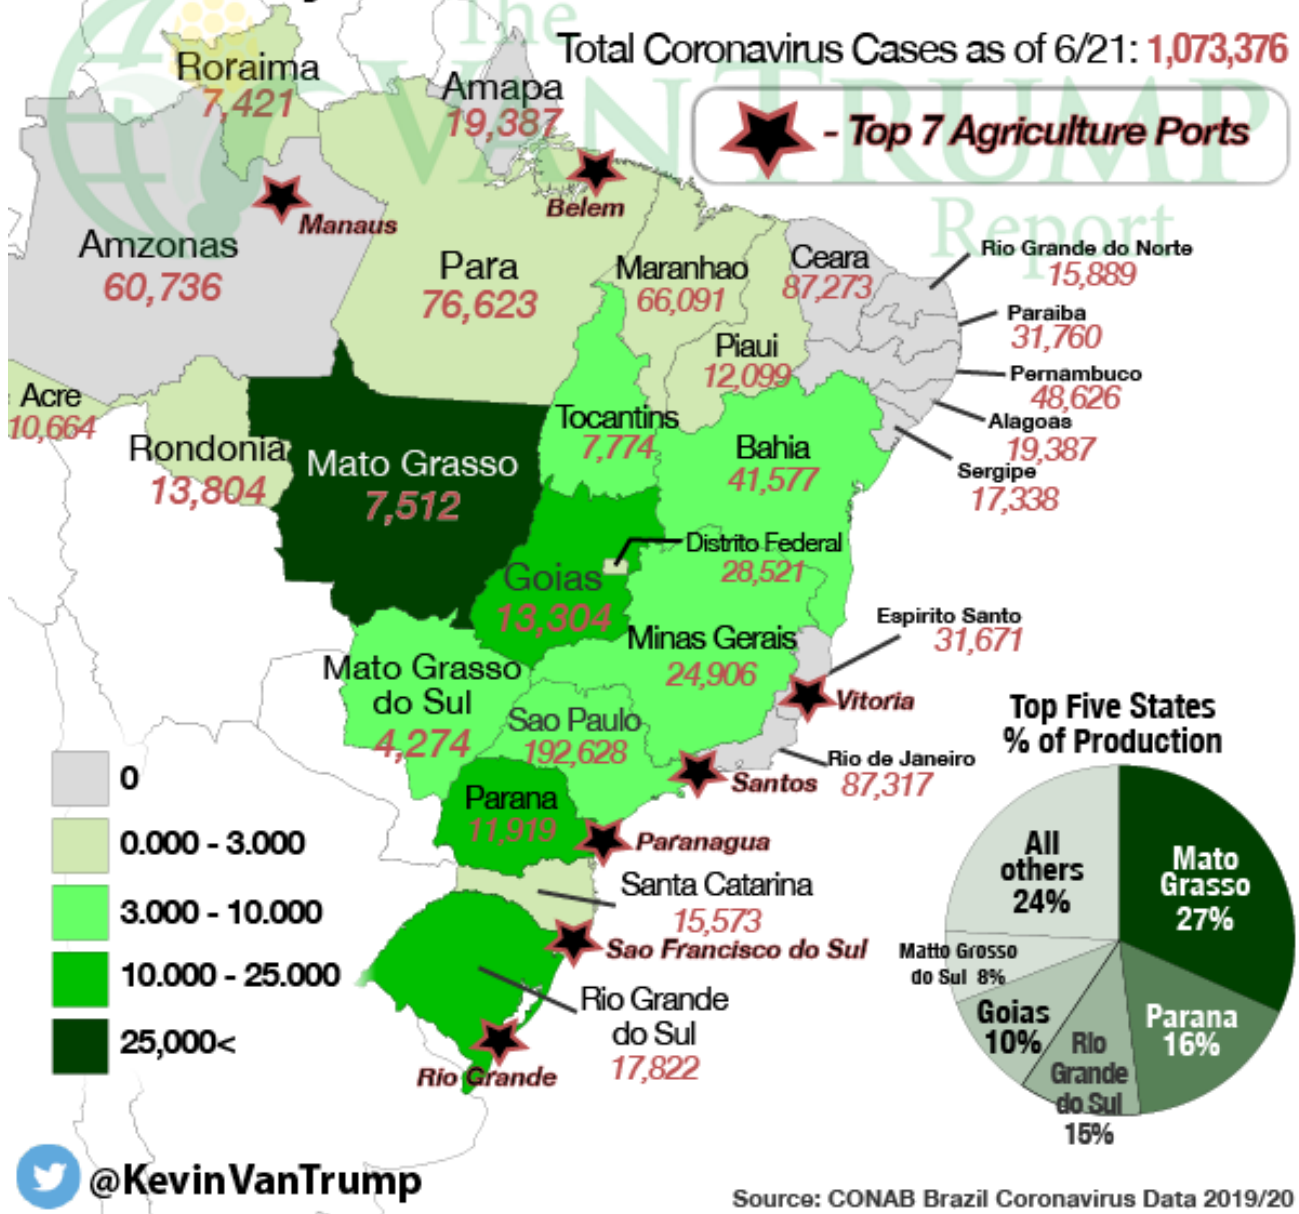 The
VANTRUMP
Report
Total Coronavirus Cases as of 6/21: 1,073,376
- Top 7 Agriculture Ports
Roraima
7,421
Amapa
19,387
Manaus
Belem
Amzonas
60,736
Para
76,623
Maranhao
66,091
Ceara
87,273
Rio Grande do Norte
15,889
Paraiba
31,760
Piaui
12,099
Pernambuco
48,626
Acre
10,664
Alagoas
19,387
Rondonia
13,804
Mato Grasso
7,512
Tocantins
7,774
Bahia
41,577
Sergipe
17,338
Distrito Federal
28,521
Goias
13,304
Espirito Santo
31,671
Minas Gerais
24,906
Mato Grasso
do Sul
4,274
Sao Paulo
192,628
Vitoria
Rio de Janeiro
87,317
Santos
Parana
11,919
Paranagua
Santa Catarina
15,573
Sao Francisco do Sul
Rio Grande
do Sul
17,822
Rio Grande
0
0.000 - 3.000
3.000 - 10.000
10.000 - 25.000
25,000<
Top Five States
% of Production
All
others
24%
Mato
Grasso
27%
Matto Grosso
do Sul 8%
Goias
10%
Parana
16%
Rio
Grande
do Sul
15%
@KevinVanTrump
Source: CONAB Brazil Coronavirus Data 2019/20